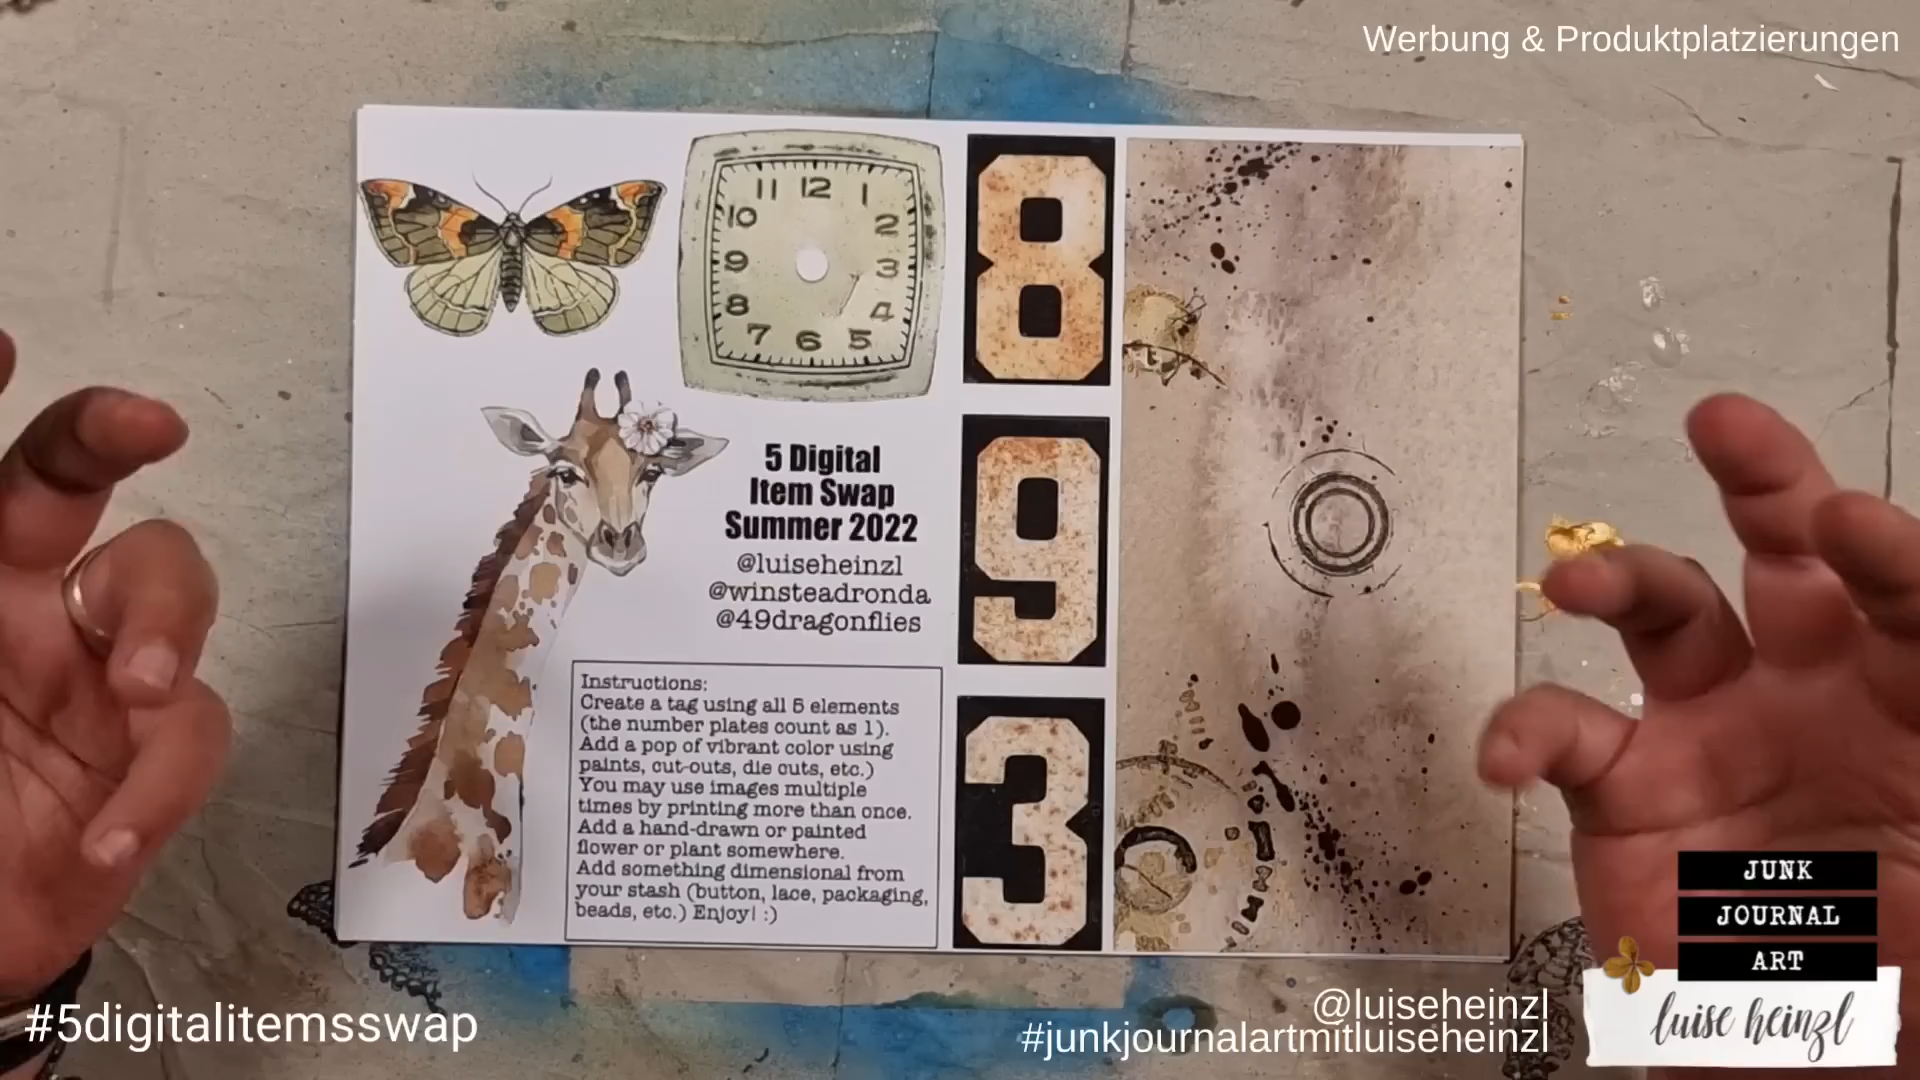 Werbung & Produktplatzierungen
11 12 1
10 2
9 3
8 4
7 6 5
8
9
3
5 Digital
Item Swap
Summer 2022
@luiseheinzl
@winsteadronda
@49dragonflies
Instructions:
Create a tag using all 5 elements
(the number plates count as 1).
Add a pop of vibrant color using
paints, cut-outs, die cuts, etc.)
You may use images multiple
times by printing more than once.
Add a hand-drawn or painted
flower or plant somewhere.
Add something dimensional from
your stash (button, lace, packaging,
beads, etc.) Enjoy! :)
#5digitalitemsswap
@luiseheinzl
#junkjournalartmitluiseheinzl
JUNK
JOURNAL
ART
luise heinzl